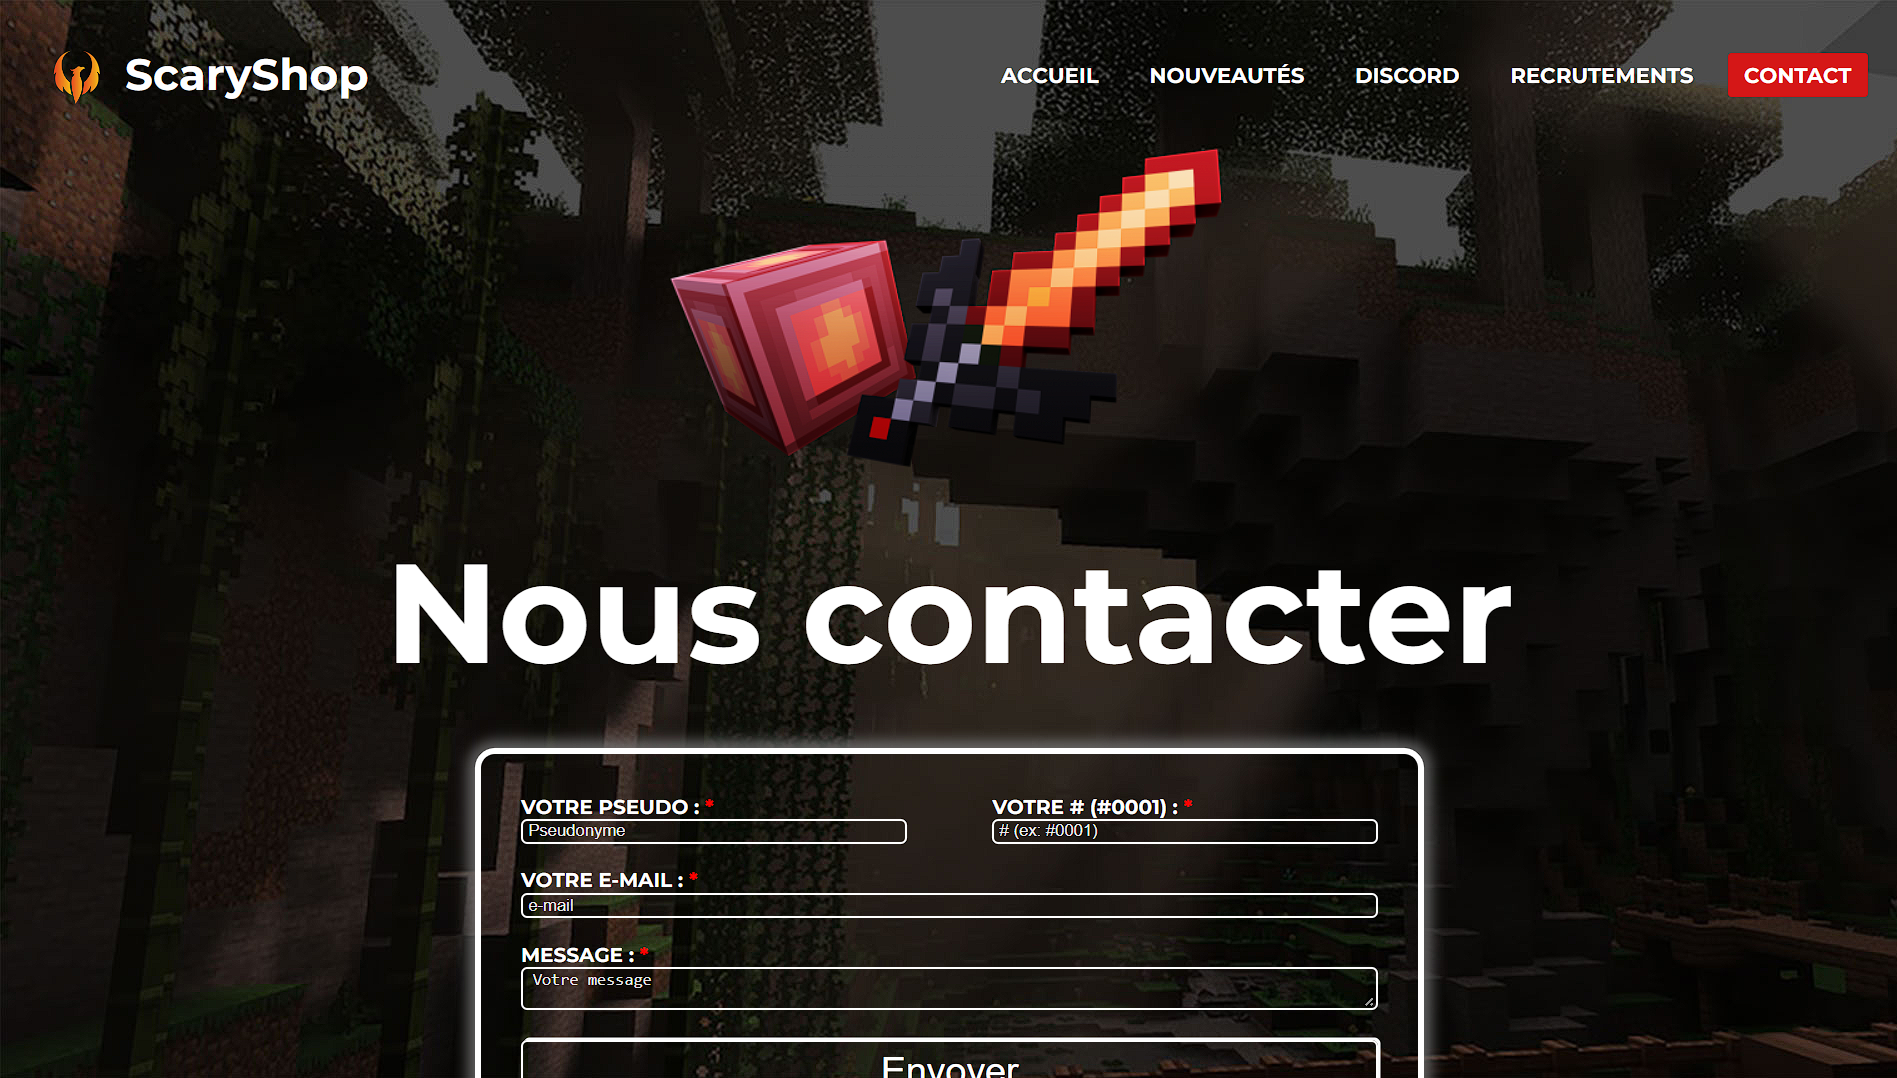 ScaryShop
ACCUEIL NOUVEAUTÉS DISCORD RECRUTEMENTS CONTACT
Nous contacter
VOTRE PSEUDO : * VOTRE # (#0001) : *
Pseudonyme # (ex: #0001)
VOTRE E-MAIL : *
e-mail
MESSAGE : *
Votre message
Envoyer